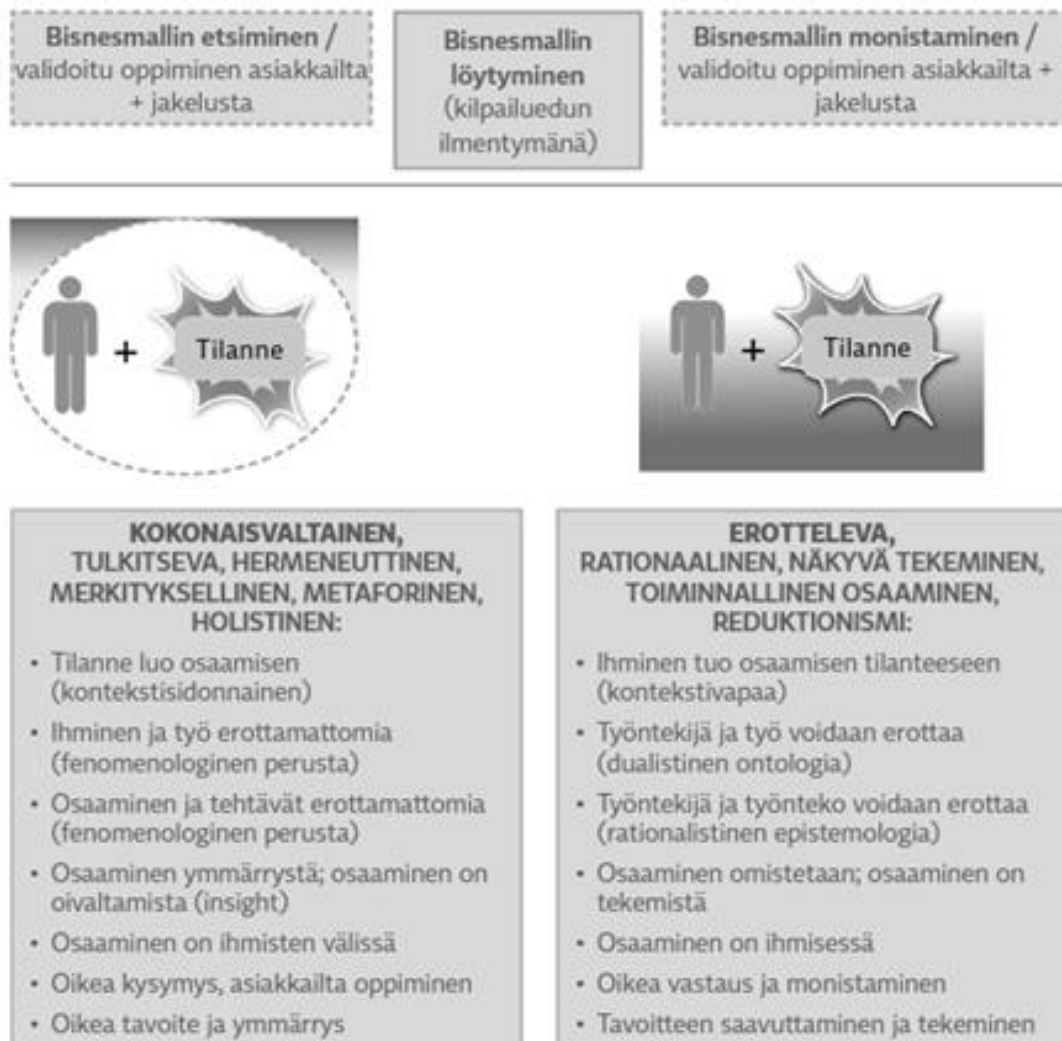 Bisnesmallin etsiminen /
validoitu oppiminen asiakkailta
+ jakelusta
Bisnesmallin
löytyminen
(kilpailuedun
ilmentymänä)
Bisnesmallin monistaminen /
validoitu oppiminen asiakkailta +
jakelusta
+
Tilanne
+
Tilanne
KOKONAISVALTAINEN,
TULKITSEVA, HERMENEUTTINEN,
MERKITYKSELLINEN, METAFORINEN,
HOLISTINEN:
• Tilanne luo osaamisen
(kontekstisidonnainen)
• Ihminen ja työ erottamattomia
(fenomenologinen perusta)
• Osaaminen ja tehtävät erottamattomia
(fenomenologinen perusta)
• Osaaminen ymmärrystä; osaaminen on
oivaltamista (insight)
• Osaaminen on ihmisten välissä
• Oikea kysymys, asiakkailta oppiminen
• Oikea tavoite ja ymmärrys
EROTTELEVA,
RATIONAALINEN, NÄKYVÄ TEKEMINEN,
TOIMINNALLINEN OSAAMINEN,
REDUKTIONISMI:
• Ihminen tuo osaamisen tilanteeseen
(kontekstivapaa)
• Työntekijä ja työ voidaan erottaa
(dualistinen ontologia)
• Työntekijä ja työnteko voidaan erottaa
(rationalistinen epistemologia)
• Osaaminen omistetaan; osaaminen on
tekemistä
• Osaaminen on ihmisessä
• Oikea vastaus ja monistaminen
• Tavoitteen saavuttaminen ja tekeminen